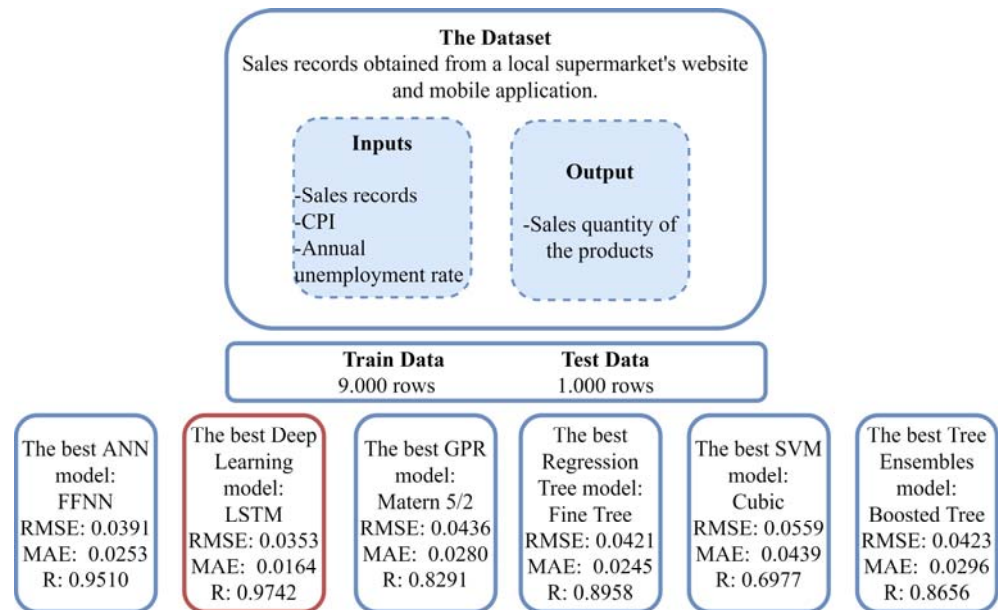 The Dataset
Sales records obtained from a local supermarket's website
and mobile application.
Inputs
-Sales records
-CPI
-Annual
unemployment rate
Output
-Sales quantity of
the products
Train Data
9.000 rows
Test Data
1.000 rows
The best ANN
model:
FFNN
RMSE: 0.0391
MAE: 0.0253
R: 0.9510
The best Deep
Learning
model:
LSTM
RMSE: 0.0353
MAE: 0.0164
R: 0.9742
The best GPR
model:
Matern 5/2
RMSE: 0.0436
MAE: 0.0280
R: 0.8291
The best
Regression
Tree model:
Fine Tree
RMSE: 0.0421
MAE: 0.0245
R: 0.8958
The best SVM
model:
Cubic
RMSE: 0.0559
MAE: 0.0439
R: 0.6977
The best Tree
Ensembles
model:
Boosted Tree
RMSE: 0.0423
MAE: 0.0296
R: 0.8656